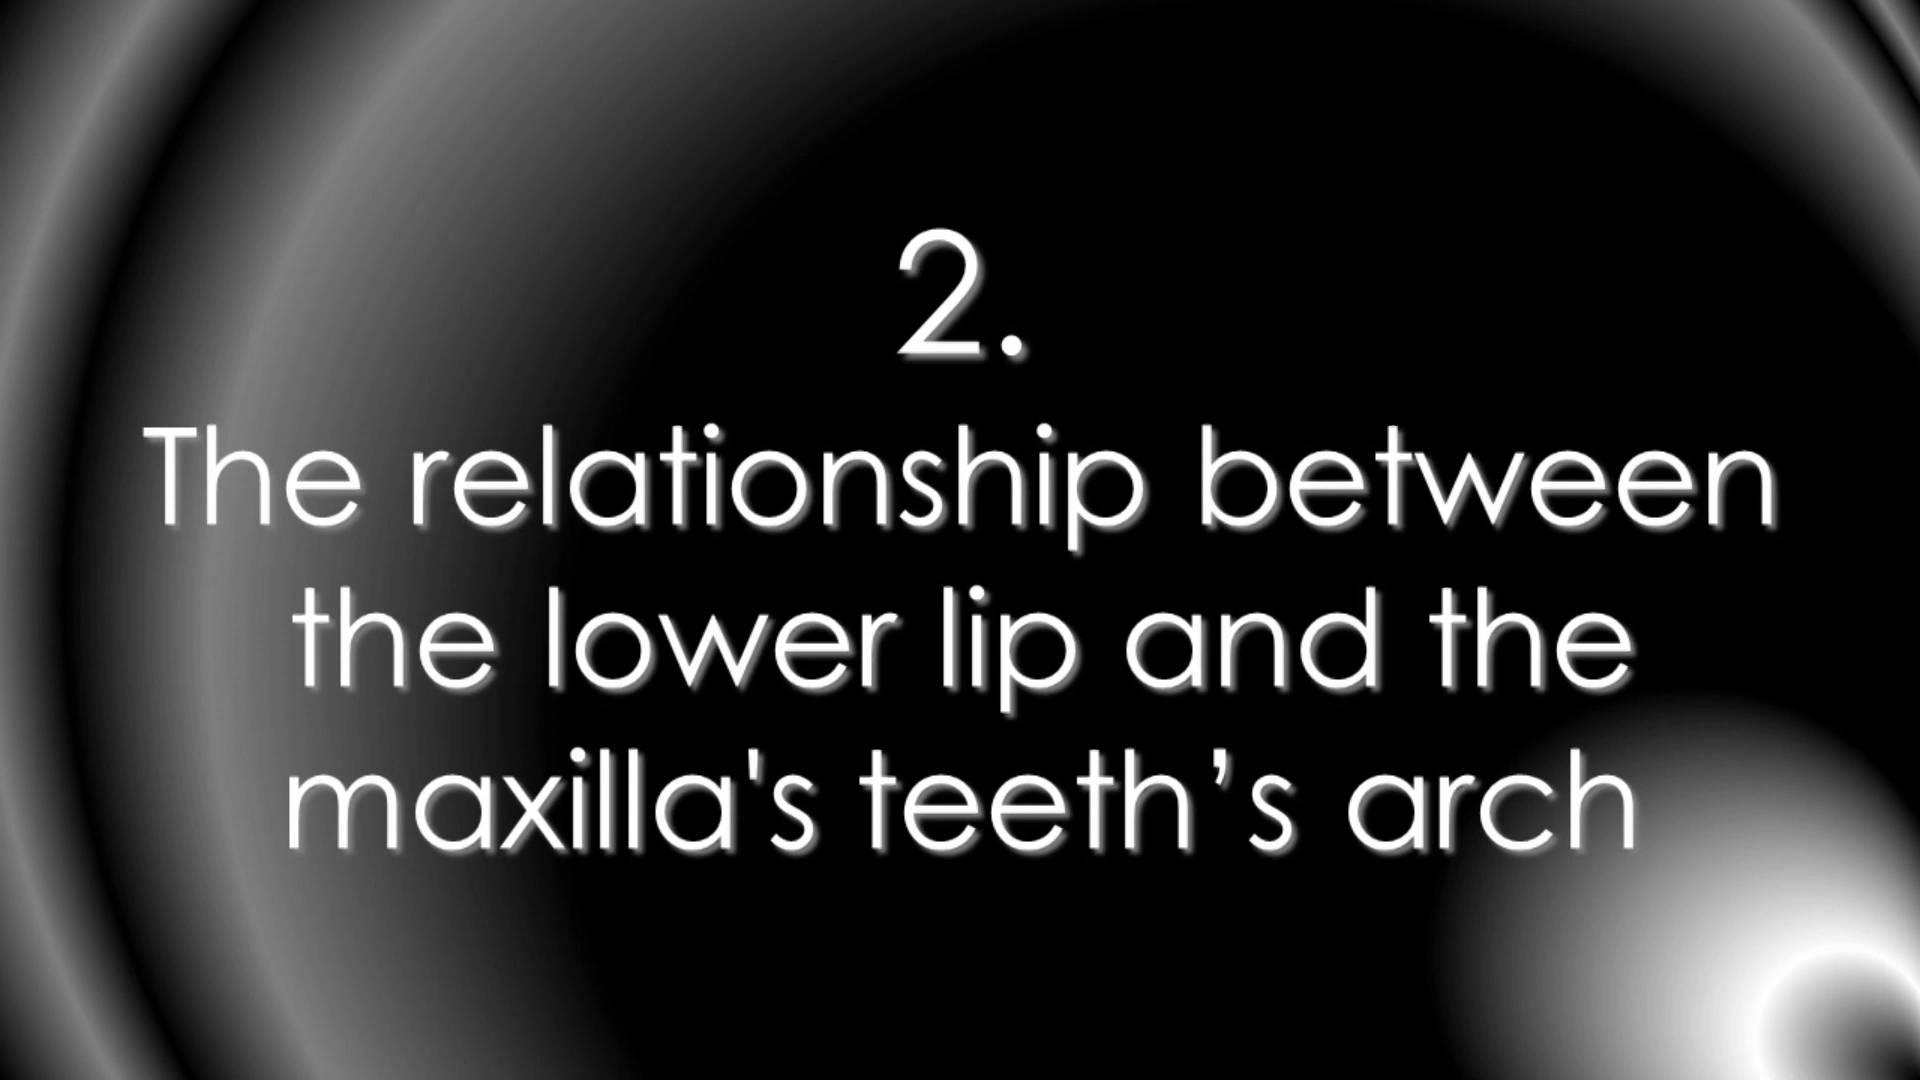 2.
The relationship between
the lower lip and the
maxilla's teeth’s arch